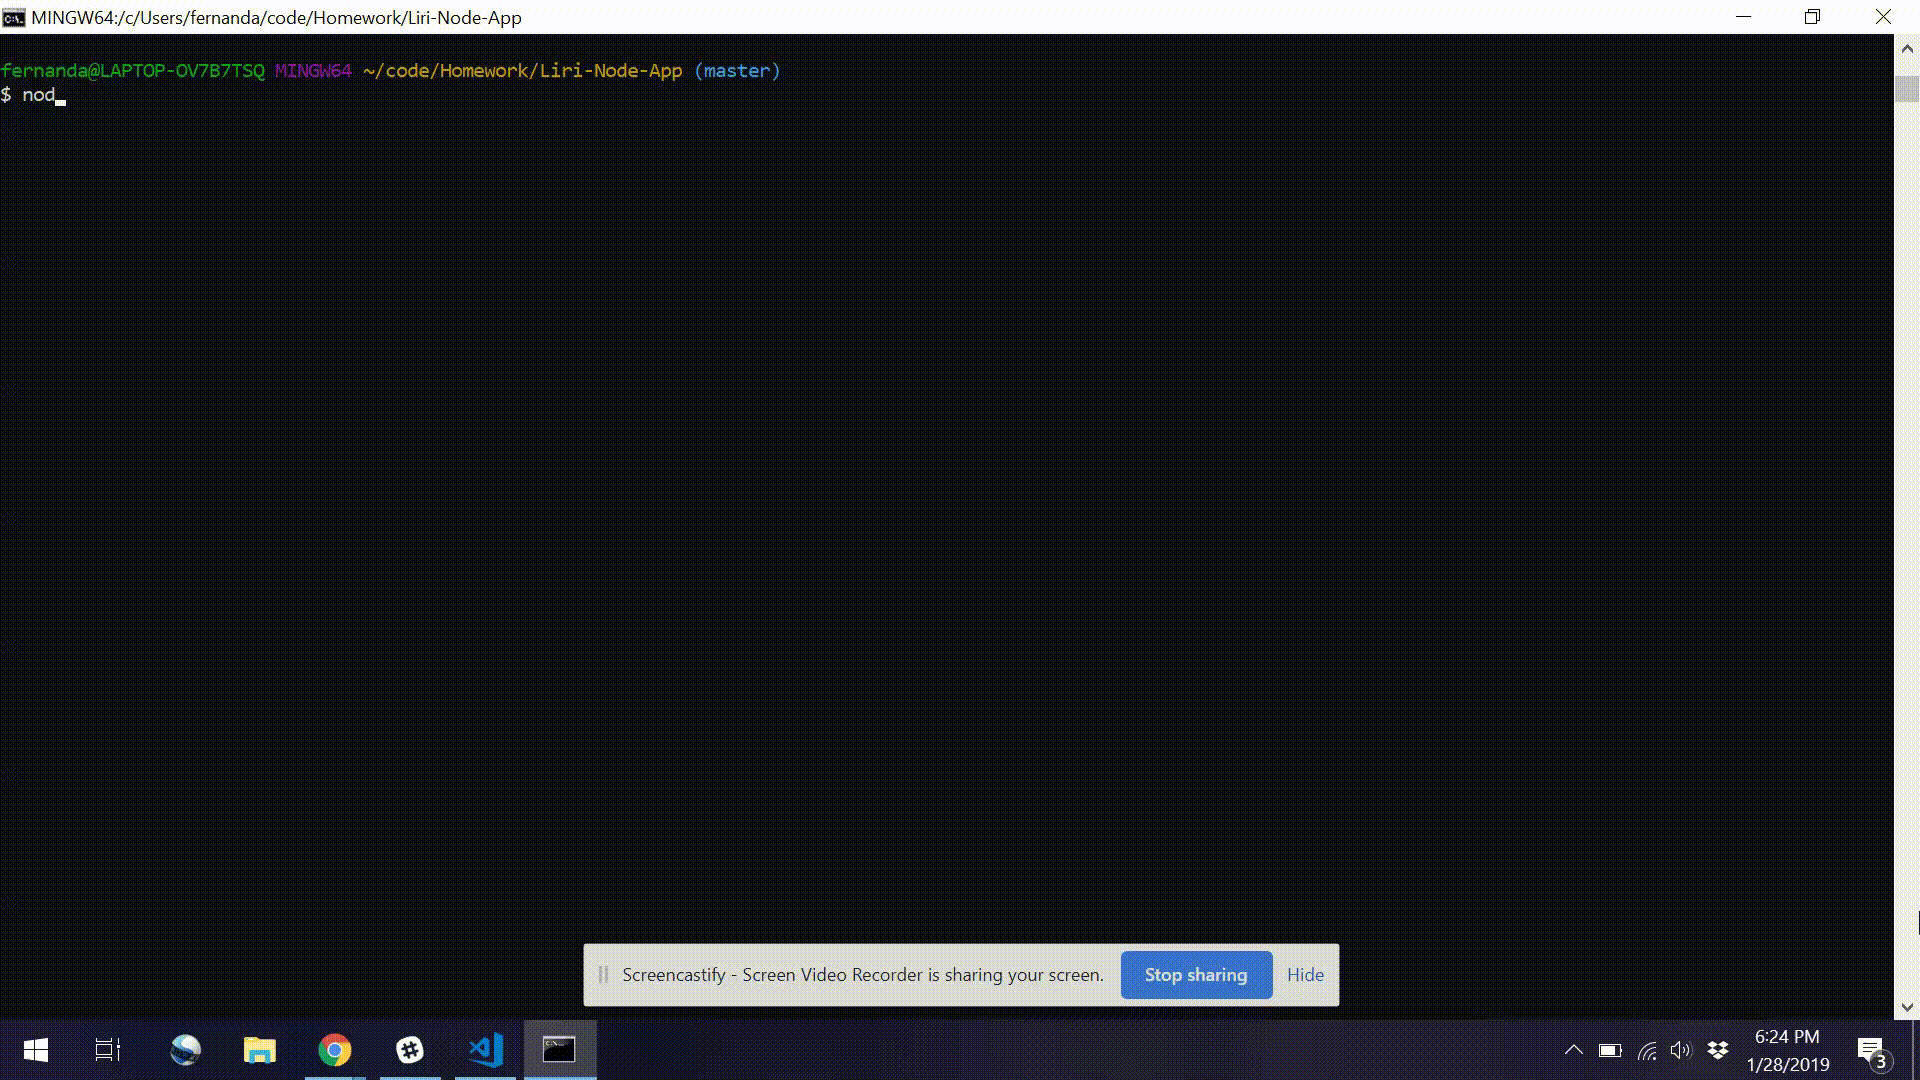 MINGW64:/c/Users/fernanda/code/Homework/Liri-Node-App
fernanda@LAPTOP-OV7B7TSQ MINGW64 ~/code/Homework/Liri-Node-App (master)
$ nod
Screencastify - Screen Video Recorder is sharing your screen. Stop sharing Hide
6:24 PM
1/28/2019
3